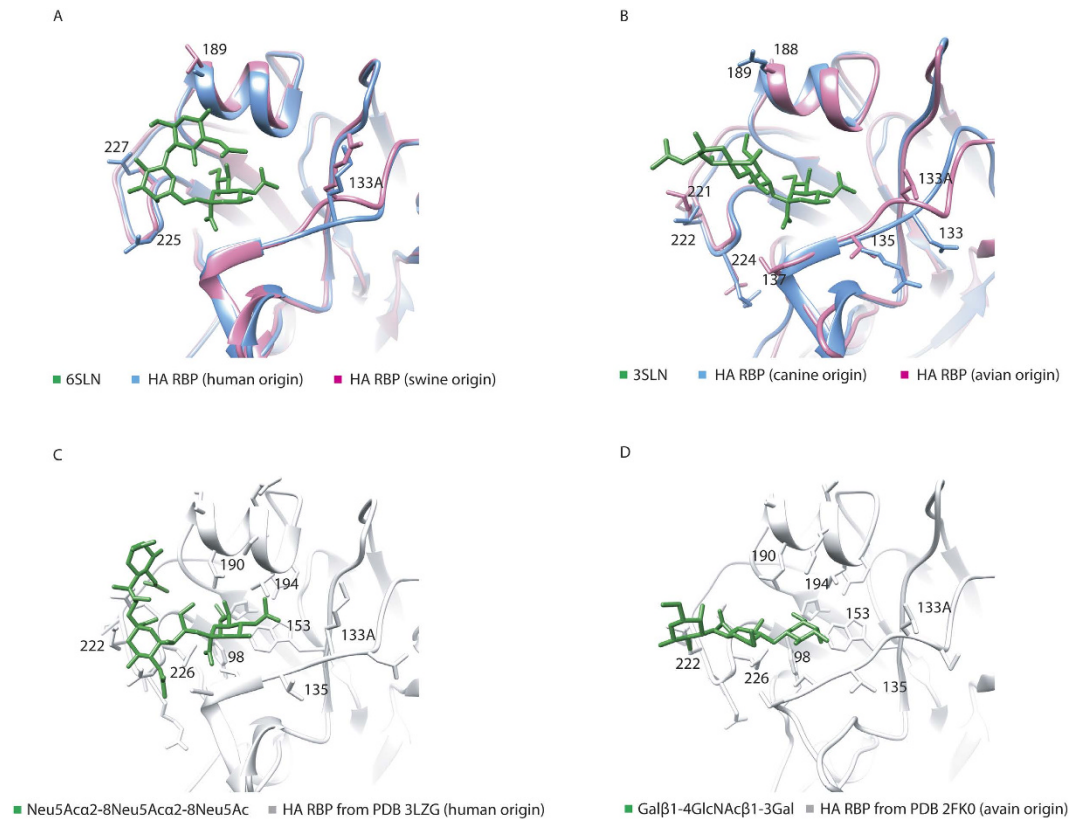 A
189
227
225
133A
6SLN HA RBP (human origin) HA RBP (swine origin)
B
188
189
221
222
224
137
135
133A
133
3SLN HA RBP (canine origin) HA RBP (avian origin)
C
190
194
153
133A
222
226
98
135
Neu5Acα2-8Neu5Acα2-8Neu5Ac HA RBP from PDB 3LZG (human origin)
D
190
194
153
133A
222
226
98
135
Galβ1-4GlcNAcβ1-3Gal HA RBP from PDB 2FK0 (avain origin)